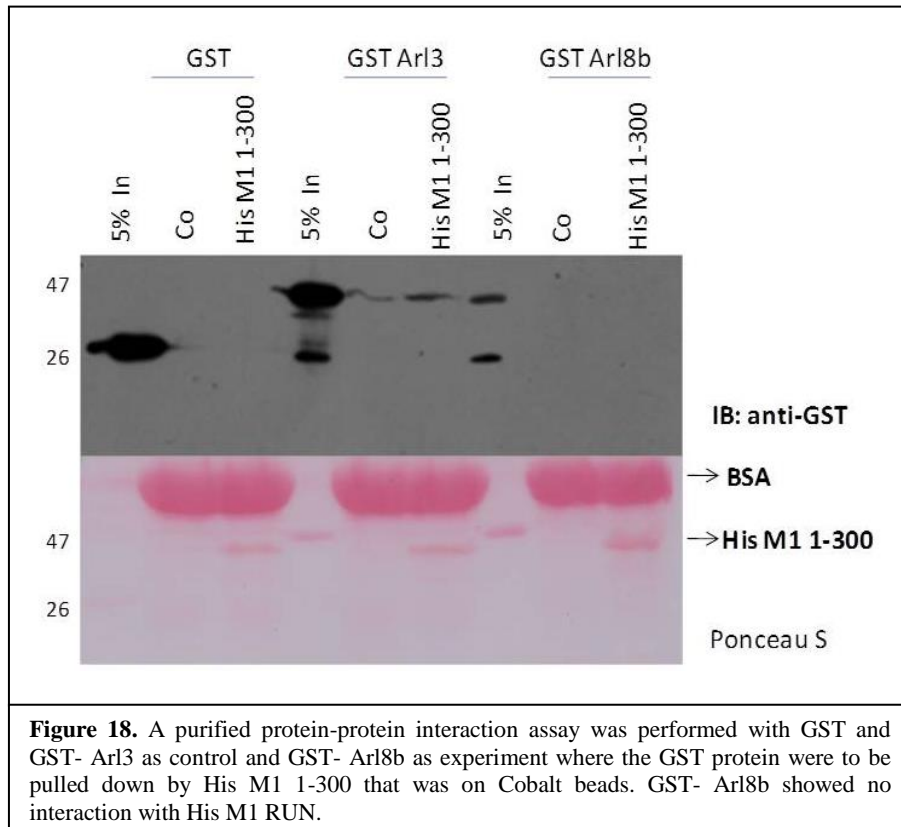 GST GST Arl3 GST Arl8b
5% In Co His M1 1-300 5% In Co His M1 1-300 5% In Co His M1 1-300
47
26
IB: anti-GST
BSA
47 His M1 1-300
26
Ponceau S
Figure 18. A purified protein-protein interaction assay was performed with GST and
GST- Arl3 as control and GST- Arl8b as experiment where the GST protein were to be
pulled down by His M1 1-300 that was on Cobalt beads. GST- Arl8b showed no
interaction with His M1 RUN.